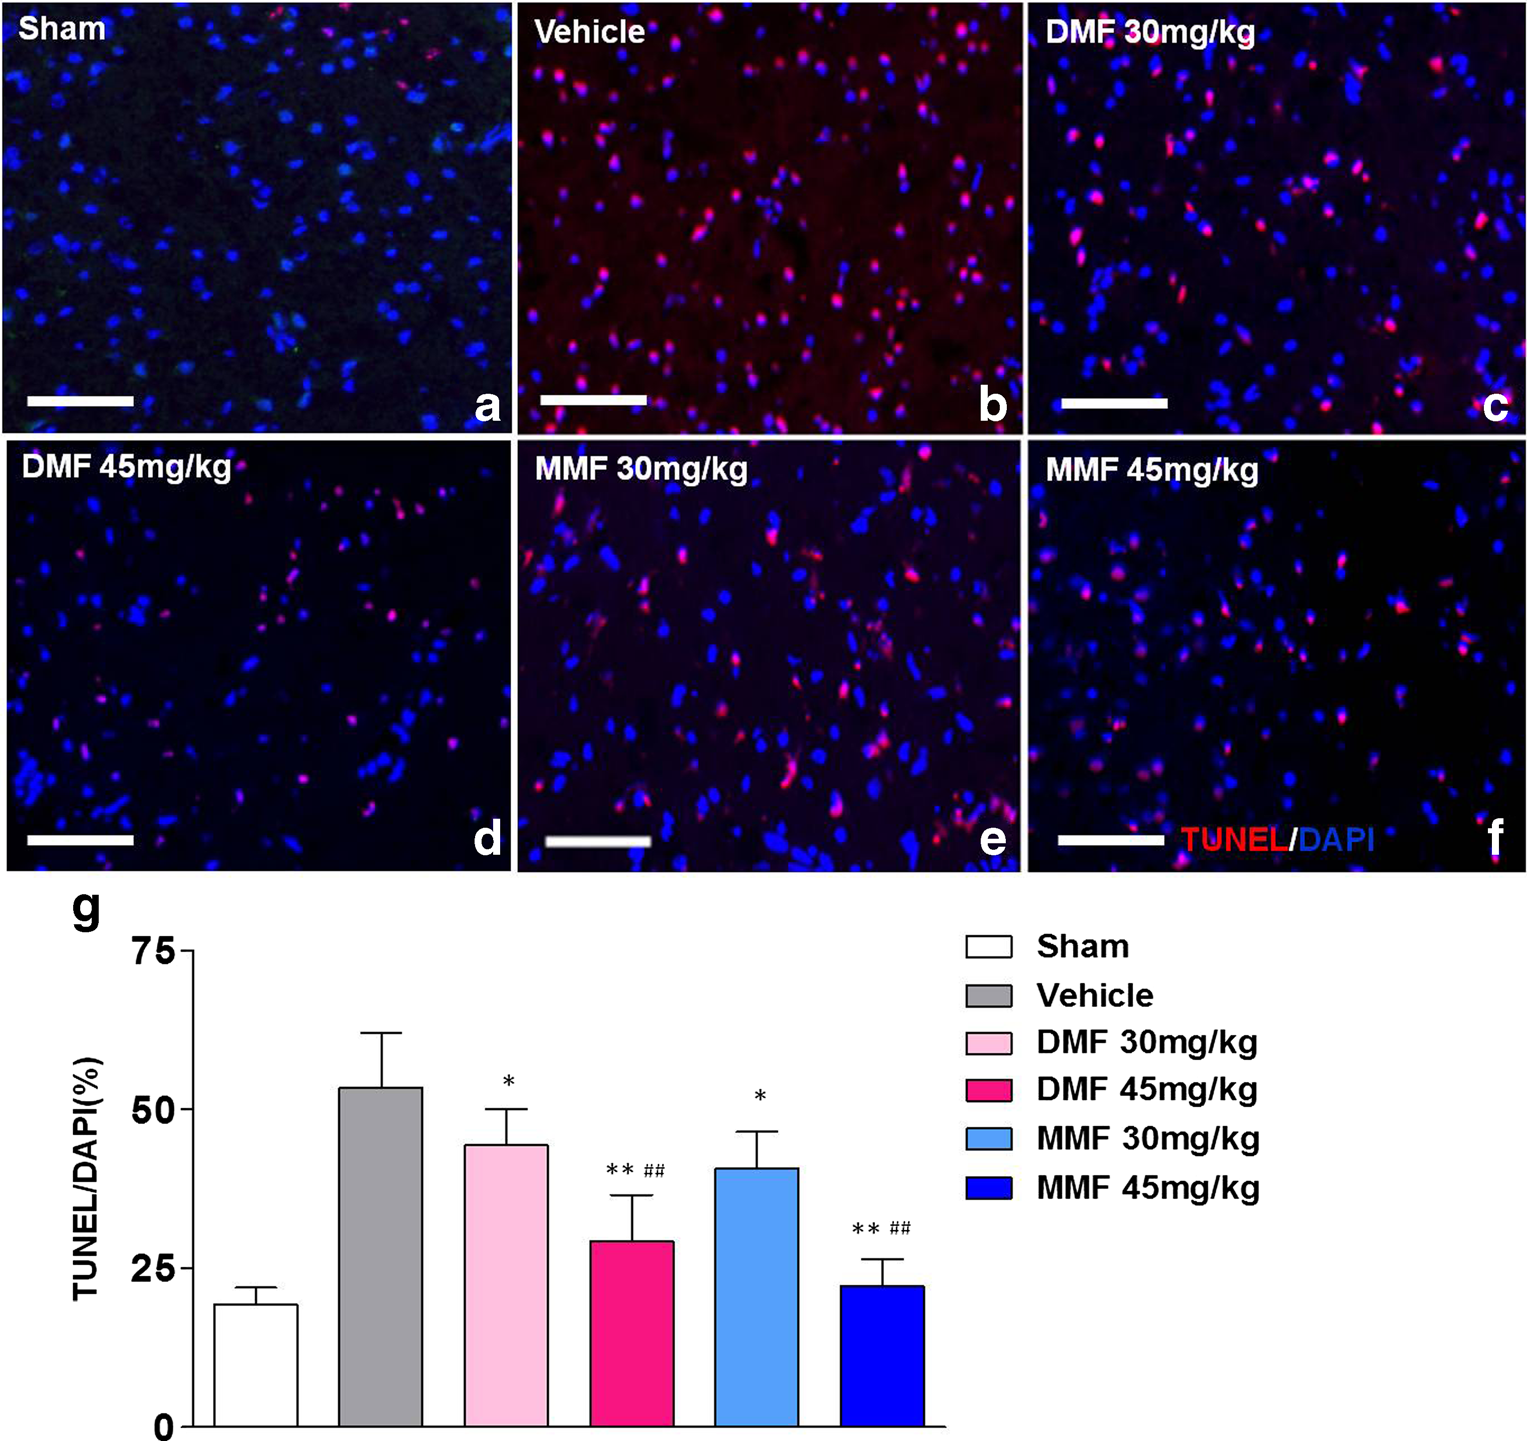 Sham
a
Vehicle
b
DMF 30mg/kg
c
DMF 45mg/kg
d
MMF 30mg/kg
e
MMF 45mg/kg
TUNEL/DAPI
f
g
TUNEL/DAPI(%)
75
50
25
0
*
** ##
*
** ##
Sham
Vehicle
DMF 30mg/kg
DMF 45mg/kg
MMF 30mg/kg
MMF 45mg/kg